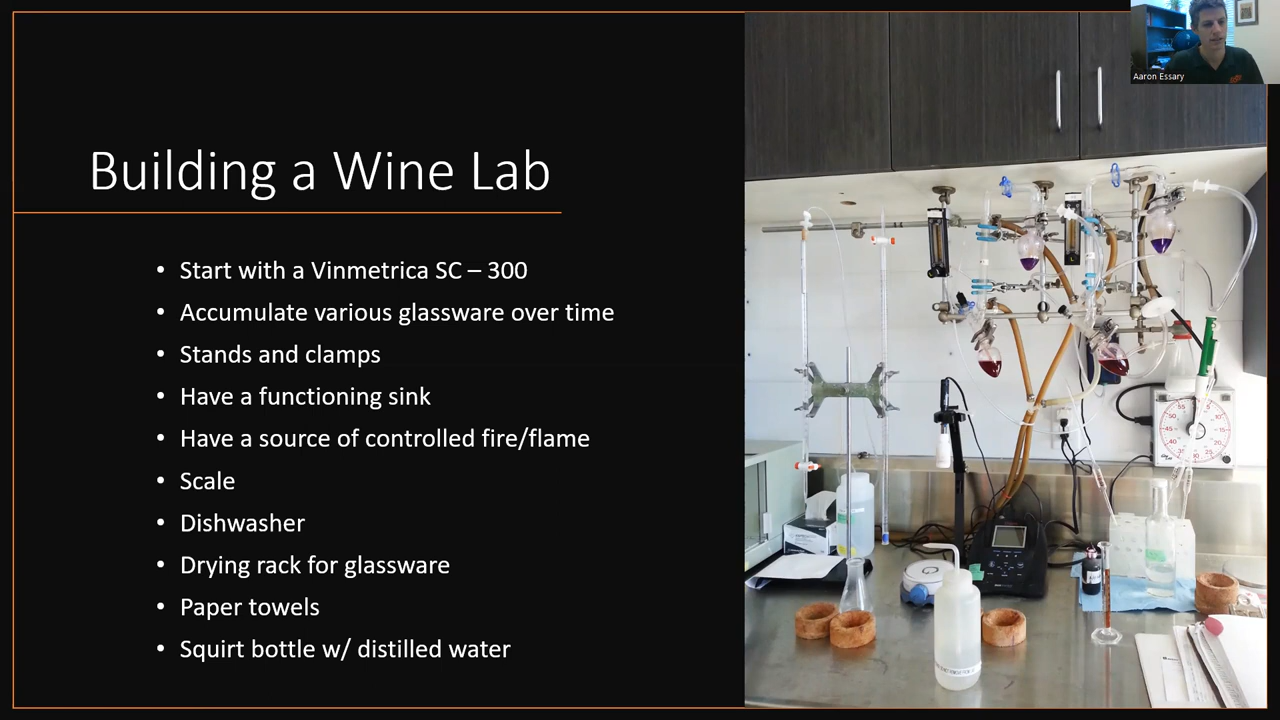 Aaron Essary
Building a Wine Lab
• Start with a Vinmetrica SC – 300
• Accumulate various glassware over time
• Stands and clamps
• Have a functioning sink
• Have a source of controlled fire/flame
• Scale
• Dishwasher
• Drying rack for glassware
• Paper towels
• Squirt bottle w/ distilled water